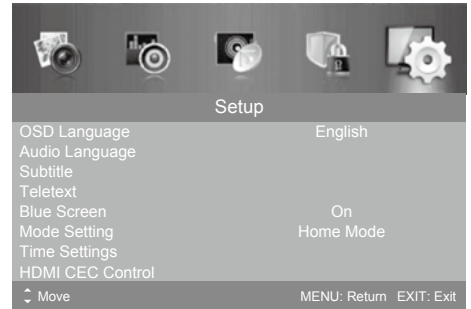 Setup
OSD Language English
Audio Language
Subtitle
Teletext
Blue Screen On
Mode Setting Home Mode
Time Settings
HDMI CEC Control
Move MENU: Return EXIT: Exit